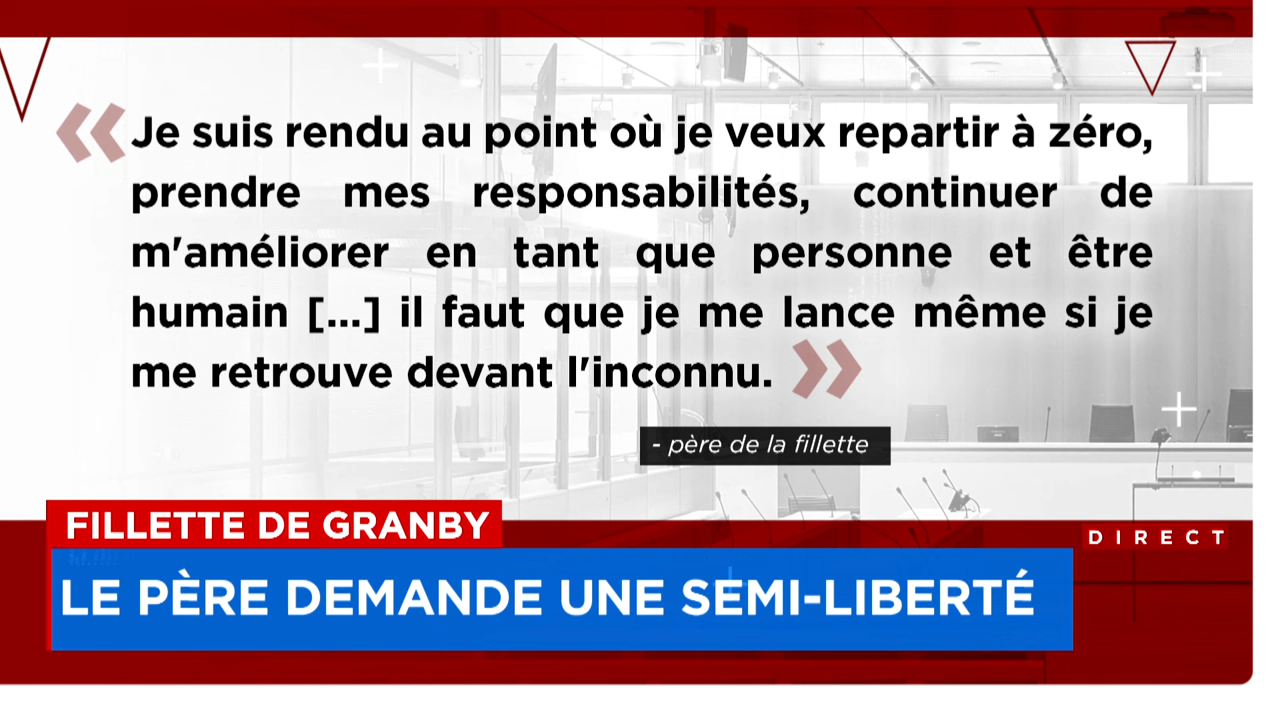 « Je suis rendu au point où je veux repartir à zéro,
prendre mes responsabilités, continuer de
m'améliorer en tant que personne et être
humain [...] il faut que je me lance même si je
me retrouve devant l'inconnu. »
- père de la fillette
FILLETTE DE GRANBY
DIRECT
LE PÈRE DEMANDE UNE SEMI-LIBERTÉ